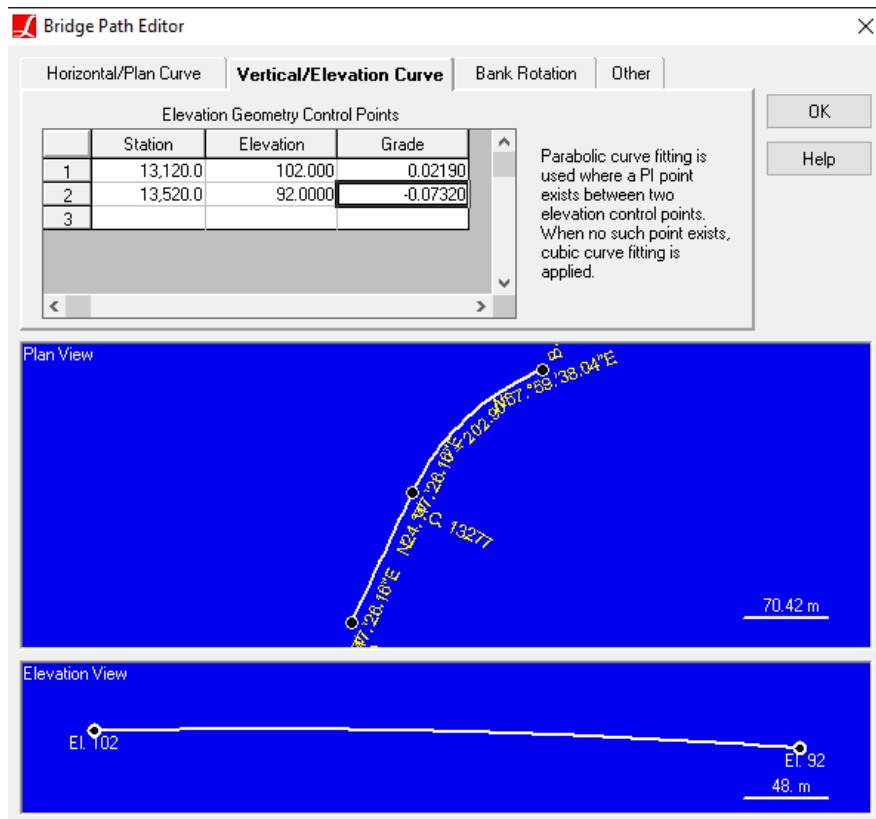 Bridge Path Editor
Horizontal/Plan Curve
Vertical/Elevation Curve
Bank Rotation
Other
Elevation Geometry Control Points
Station Elevation Grade
1 13,120.0 102.000 0.02190
2 13,520.0 92.0000 -0.07320
3
Parabolic curve fitting is
used where a PI point
exists between two
elevation control points.
When no such point exists,
cubic curve fitting is
applied.
OK
Help
Plan View
13277
70.42 m
Elevation View
El. 102
El. 92
48. m